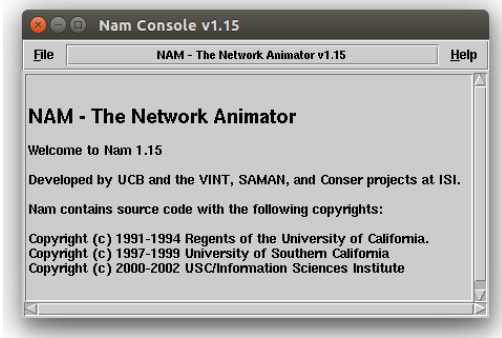 Nam Console v1.15
File NAM - The Network Animator v1.15 Help
NAM - The Network Animator
Welcome to Nam 1.15
Developed by UCB and the VINT, SAMAN, and Conser projects at ISI.
Nam contains source code with the following copyrights:
Copyright (c) 1991-1994 Regents of the University of California.
Copyright (c) 1997-1999 University of Southern California
Copyright (c) 2000-2002 USC/Information Sciences Institute